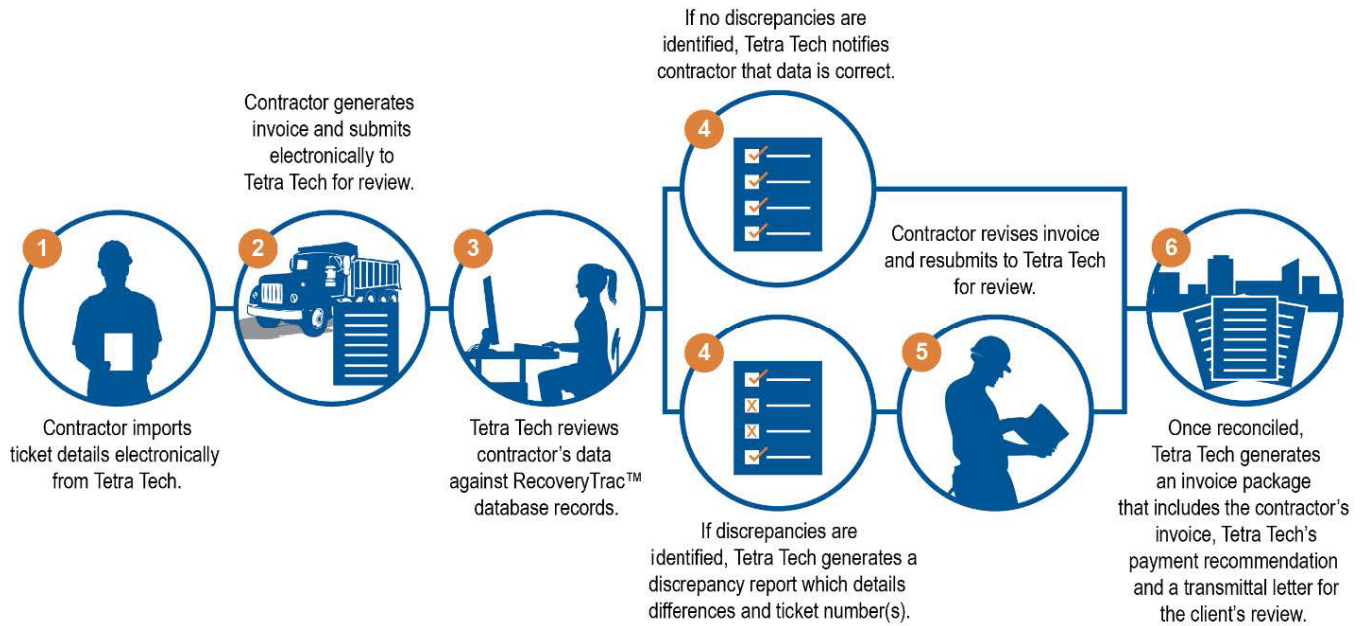 1
Contractor imports
ticket details electronically
from Tetra Tech.
2
Contractor generates
invoice and submits
electronically to
Tetra Tech for review.
3
Tetra Tech reviews
contractor's data
against RecoveryTrac™
database records.
If no discrepancies are
identified, Tetra Tech notifies
contractor that data is correct.
4
4
If discrepancies are
identified, Tetra Tech generates a
discrepancy report which details
differences and ticket number(s).
Contractor revises invoice
and resubmits to Tetra Tech
for review.
5
6
Once reconciled,
Tetra Tech generates
an invoice package
that includes the contractor's
invoice, Tetra Tech's
payment recommendation
and a transmittal letter for
the client's review.